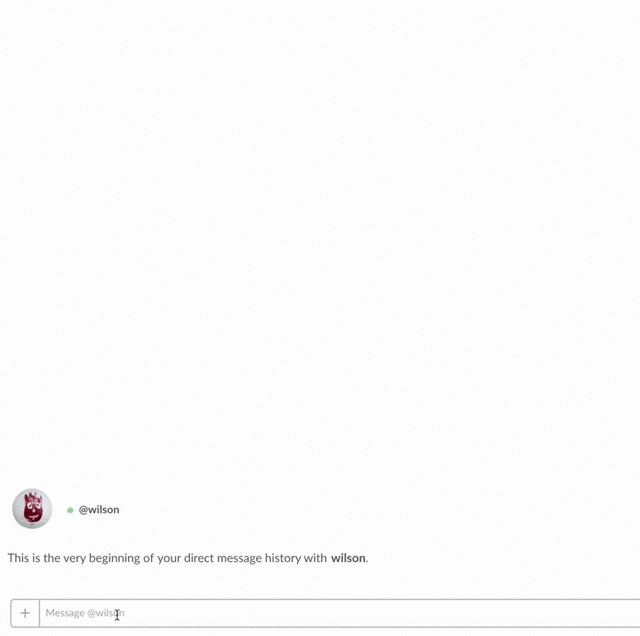 @wilson
This is the very beginning of your direct message history with wilson.
Message @wilson